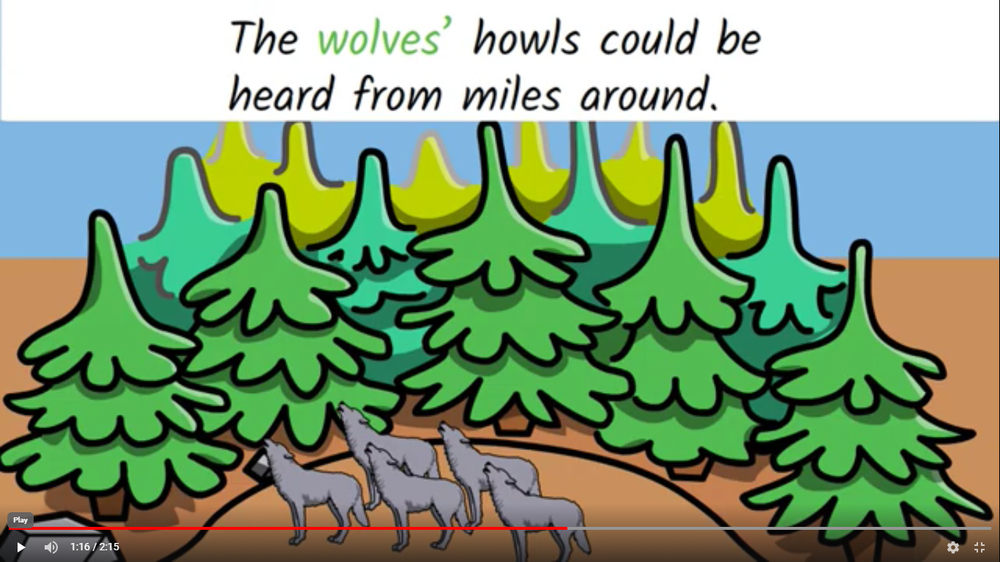 The wolves’ howls could be
heard from miles around.
Play
1:16 / 2:15